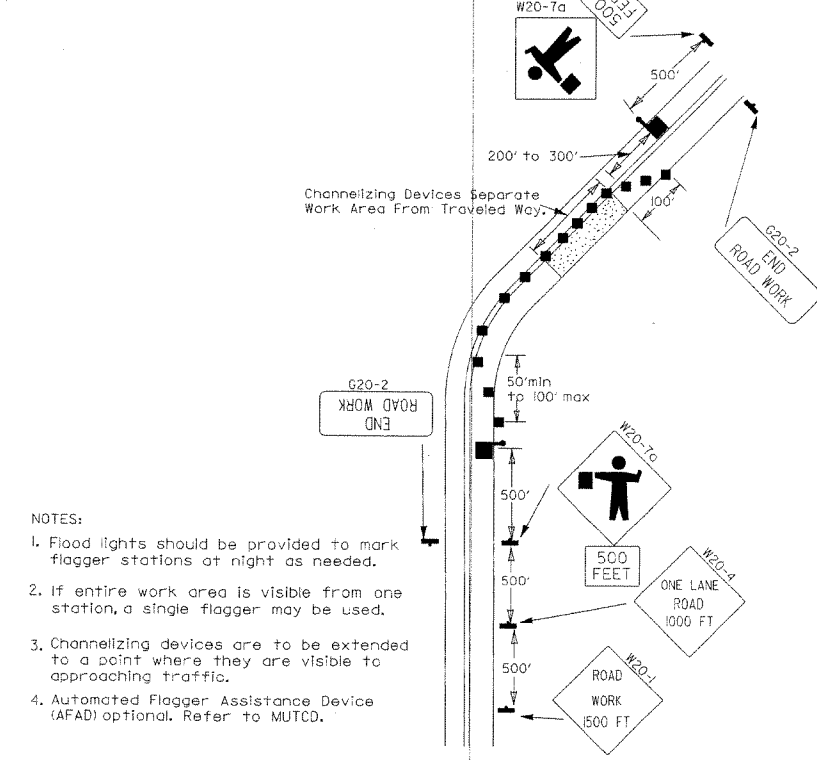 W20-7a
500
FEET
500'
200' to 300'
Channelizing Devices Separate
Work Area From Traveled Way.
100'
G20-2
END
ROAD WORK
G20-2
END
ROAD WORK
50'min
to 100' max
W20-7a
500'
500
FEET
500'
W20-4
ONE LANE
ROAD
1000 FT
500'
W20-1
ROAD
WORK
1500 FT
NOTES:
1. Flood lights should be provided to mark
flagger stations at night as needed.
2. If entire work area is visible from one
station, a single flagger may be used.
3. Channelizing devices are to be extended
to a point where they are visible to
approaching traffic.
4. Automated Flagger Assistance Device
(AFAD) optional. Refer to MUTCD.